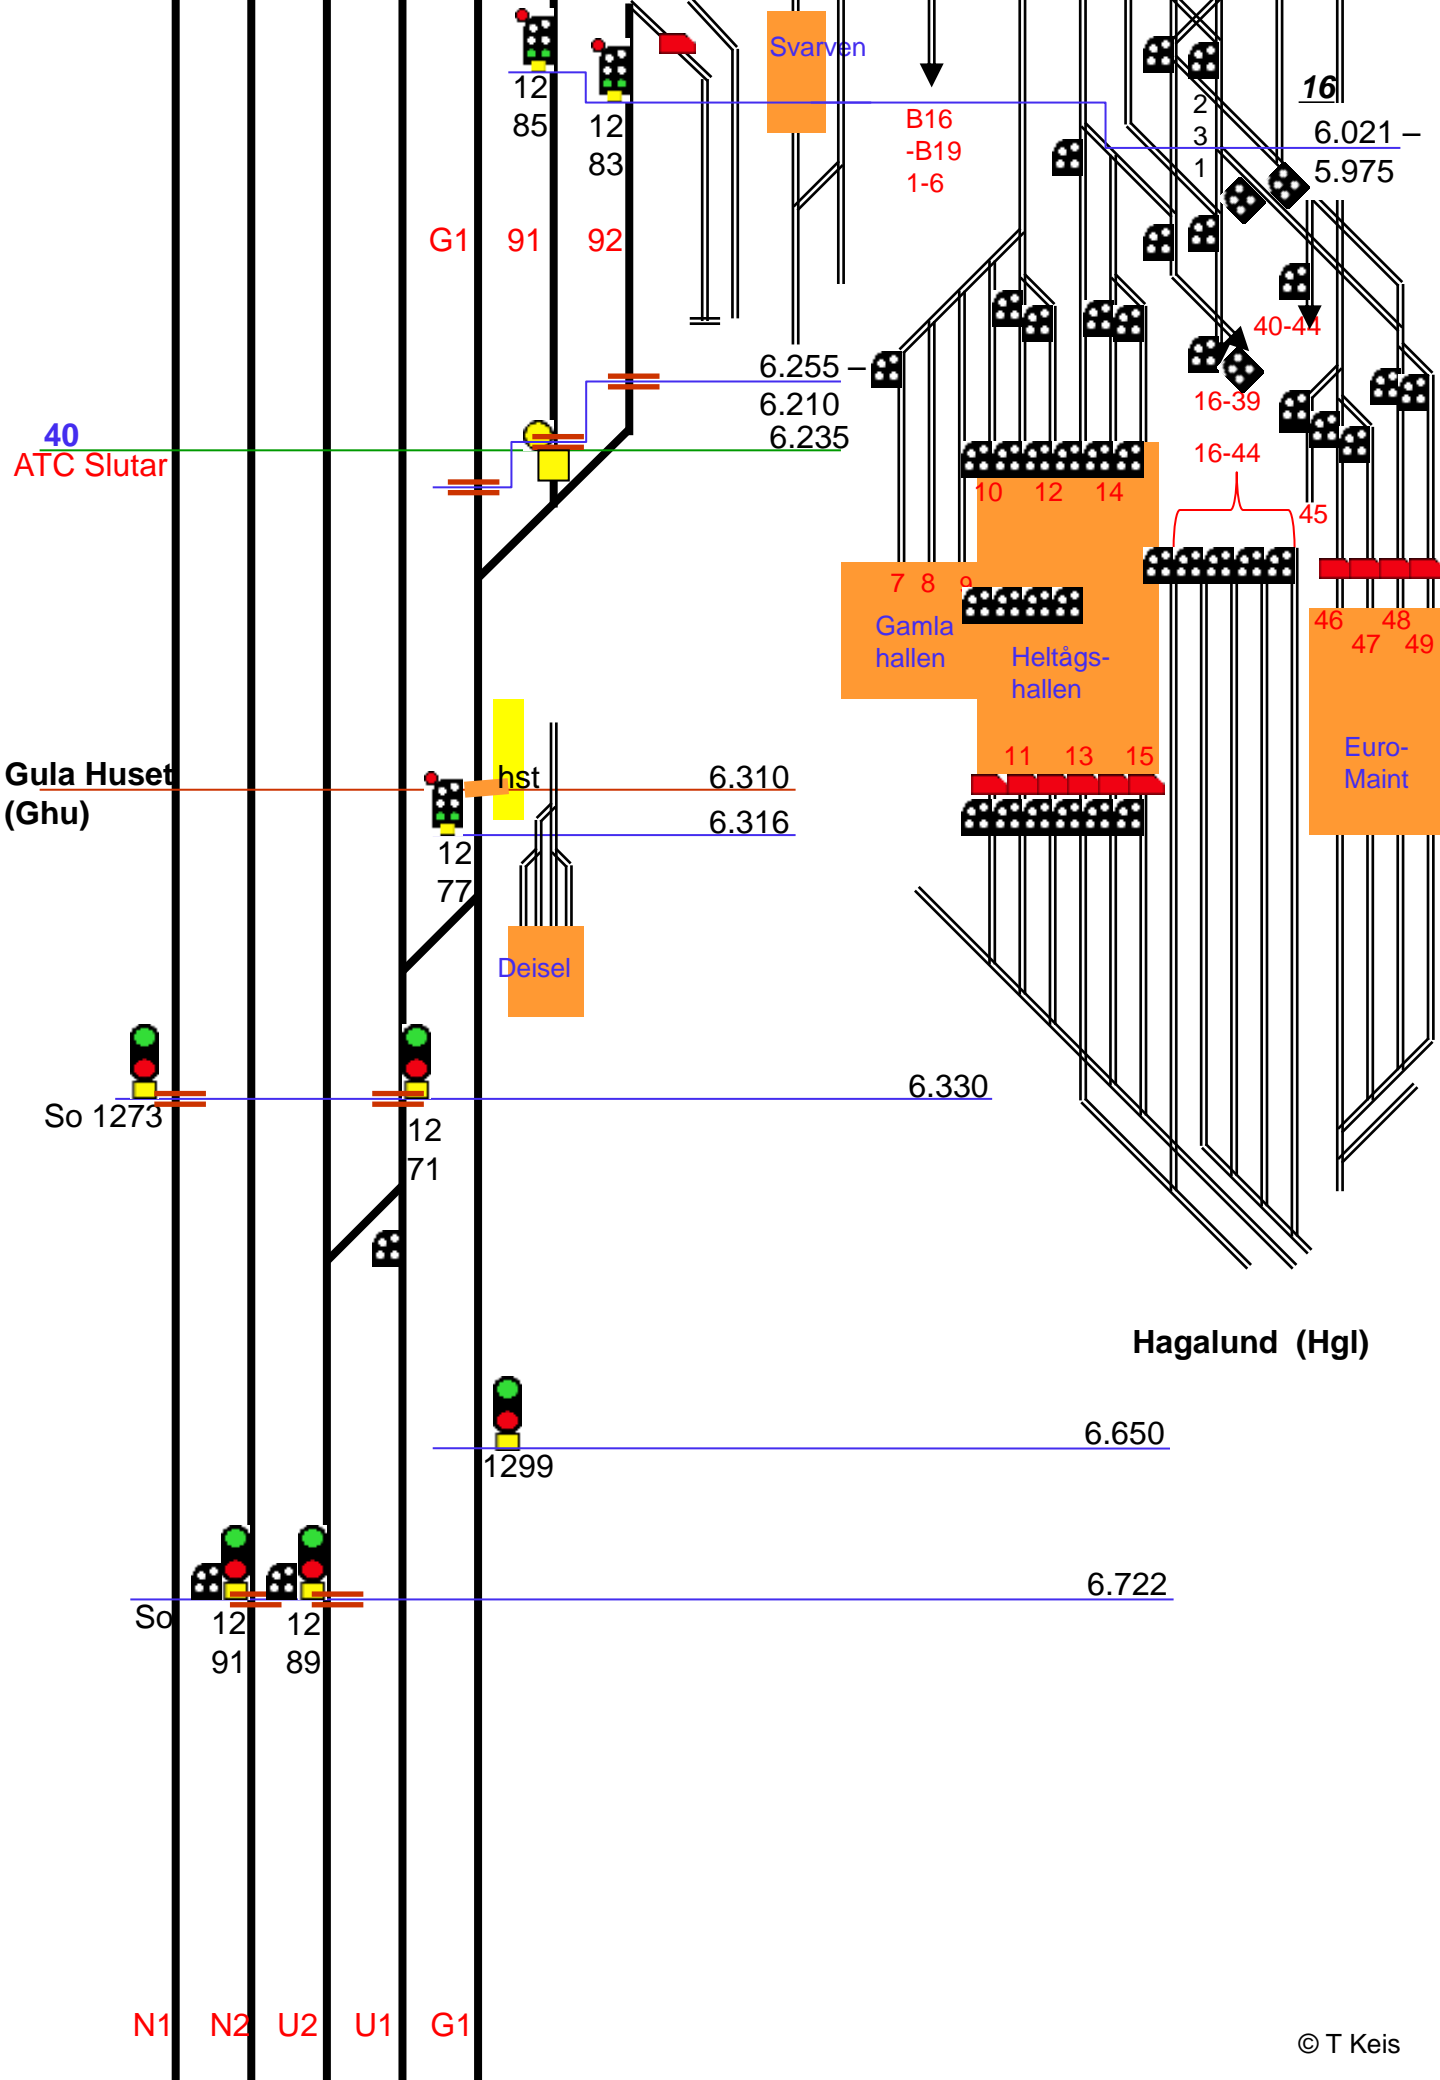 Svarven
12
85
12
83
B16
-B19
1-6
2
3
1
16
6.021 –
5.975
G1
91
92
40-44
6.255 –
6.210
6.235
40
ATC Slutar
16-39
16-44
10
12
14
45
7
8
9
Gamla
hallen
Heltågs-
hallen
46
48
47
49
11
13
15
Euro-
Maint
Gula Huset
(Ghu)
hst
6.310
6.316
12
77
Deisel
6.330
So 1273
12
71
Hagalund (Hgl)
6.650
1299
6.722
So
12
91
12
89
N1
N2
U2
U1
G1
© T Keis